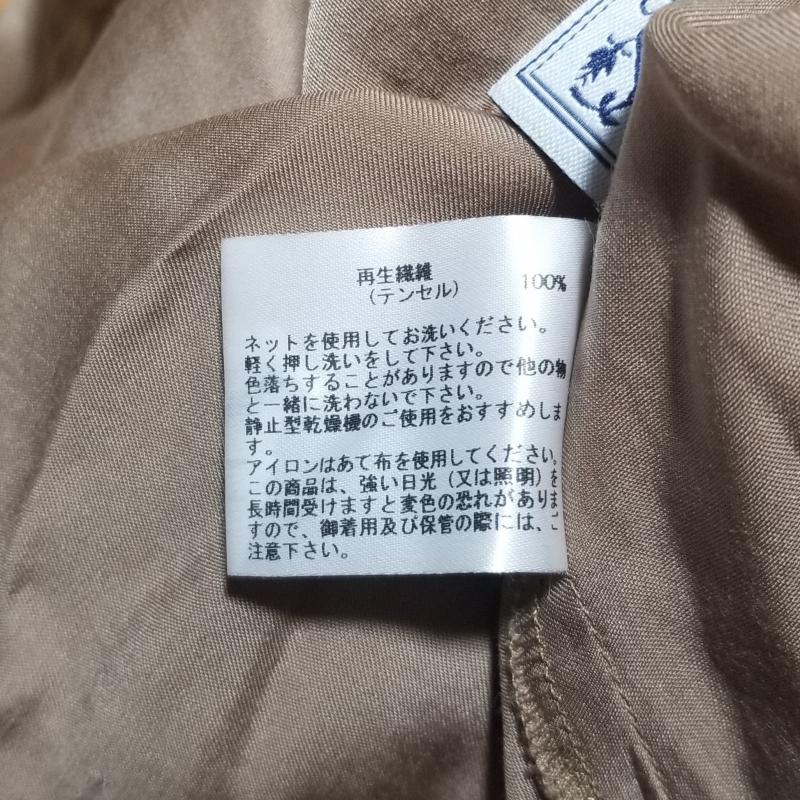 再生繊維 100%
（テンセル）
ネットを使用してお洗いください。
軽く押し洗いをして下さい。
色落ちすることがありますので他の物
と一緒に洗わないで下さい。
静止型乾燥機のご使用をおすすめしま
す。
アイロンはあて布を使用してください。
この商品は、強い日光（又は照明）を
長時間受けますと変色の恐れがありま
すので、御着用及び保管の際には、ご
注意下さい。